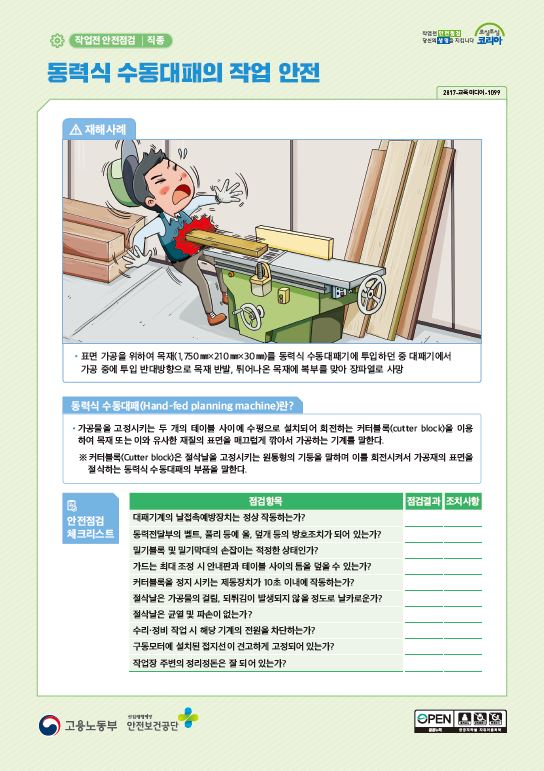 작업전 안전점검 | 직종
작업전 안전점검
당신의 생명을 지킵니다
조심조심
코리아
동력식 수동대패의 작업 안전
2017-교육미디어-1099
재해사례
· 표면 가공을 위하여 목재(1,750㎜×210㎜×30㎜)를 동력식 수동대패기에 투입하던 중 대패기에서
가공 중에 투입 반대방향으로 목재 반발, 튀어나온 목재에 복부를 맞아 장파열로 사망
동력식 수동대패(Hand-fed planning machine)란?
· 가공물을 고정시키는 두 개의 테이블 사이에 수평으로 설치되어 회전하는 커터블록(cutter block)을 이용
하여 목재 또는 이와 유사한 재질의 표면을 매끄럽게 깎아서 가공하는 기계를 말한다.
※ 커터블록(Cutter block)은 절삭날을 고정시키는 원통형의 기둥을 말하며 이를 회전시켜서 가공재의 표면을
절삭하는 동력식 수동대패의 부품을 말한다.
안전점검
체크리스트
점검항목 점검결과 조치사항
대패기계의 날접촉예방장치는 정상 작동하는가?
동력전달부의 벨트, 풀리 등에 울, 덮개 등의 방호조치가 되어 있는가?
밀기블록 및 밀기막대의 손잡이는 적정한 상태인가?
가드는 최대 조정 시 안내판과 테이블 사이의 틈을 덮을 수 있는가?
커터블록을 정지 시키는 제동장치가 10초 이내에 작동하는가?
절삭날은 가공물의 걸림, 되튀김이 발생되지 않을 정도로 날카로운가?
절삭날은 균열 및 파손이 없는가?
수리·정비 작업 시 해당 기계의 전원을 차단하는가?
구동모터에 설치된 접지선이 견고하게 고정되어 있는가?
작업장 주변의 정리정돈은 잘 되어 있는가?
고용노동부
산업재해예방
안전보건공단
OPEN
공공누리